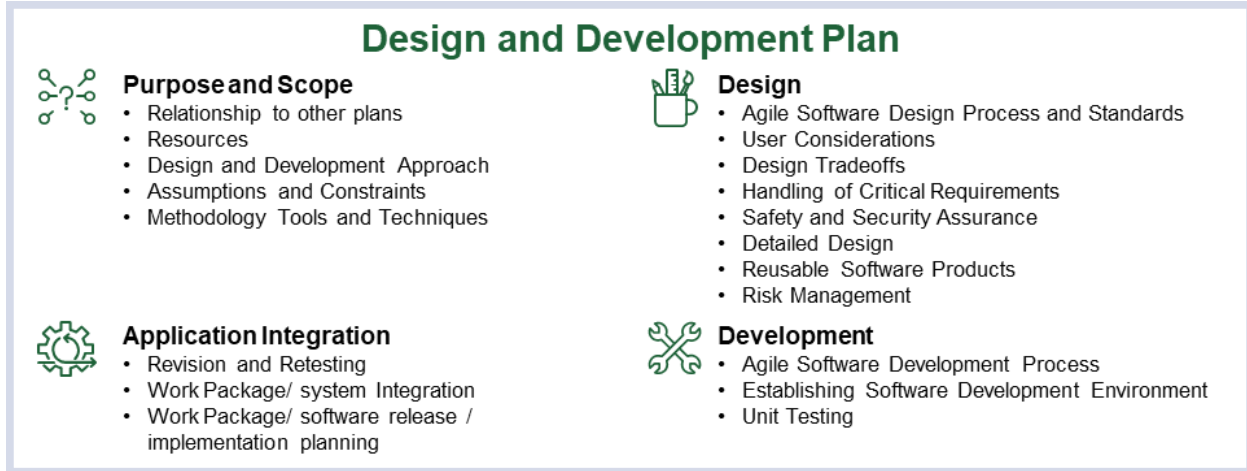 Design and Development Plan
Purpose and Scope
• Relationship to other plans
• Resources
• Design and Development Approach
• Assumptions and Constraints
• Methodology Tools and Techniques
Design
• Agile Software Design Process and Standards
• User Considerations
• Design Tradeoffs
• Handling of Critical Requirements
• Safety and Security Assurance
• Detailed Design
• Reusable Software Products
• Risk Management
Application Integration
• Revision and Retesting
• Work Package/ system Integration
• Work Package/ software release /
implementation planning
Development
• Agile Software Development Process
• Establishing Software Development Environment
• Unit Testing